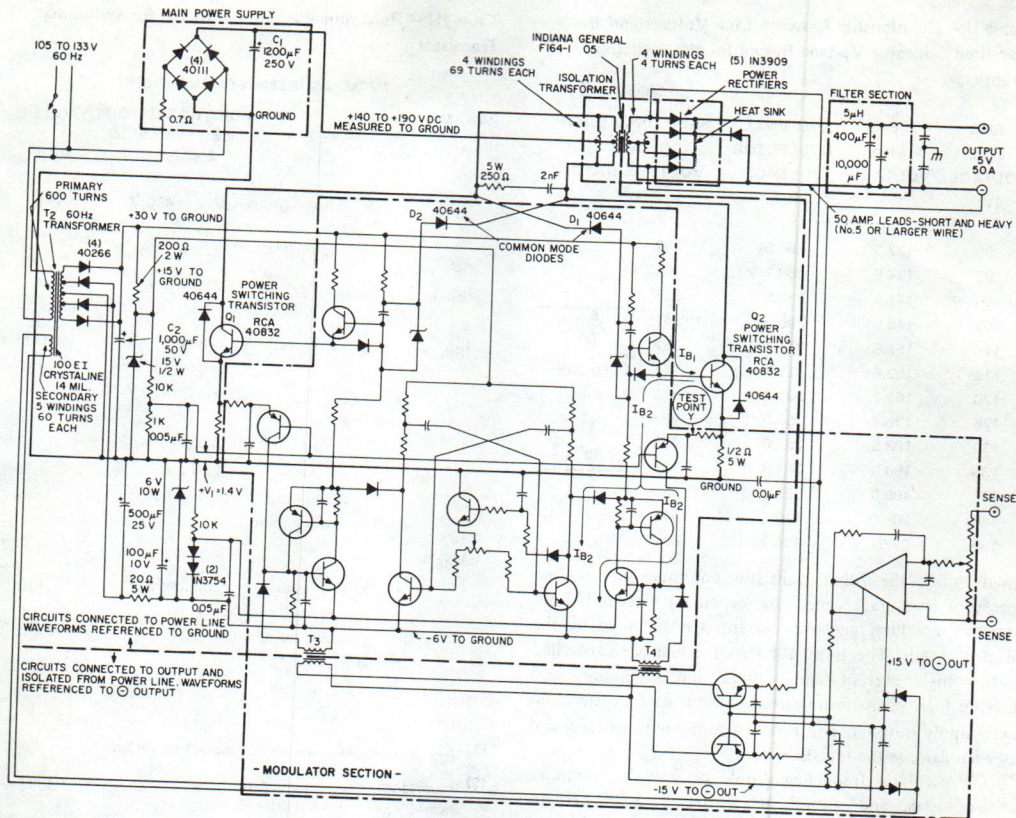 MAIN POWER SUPPLY
105 TO 133 V
60 Hz
(4)
40111
C1
1200µF
250 V
0.7Ω
GROUND
+140 TO +190 V DC
MEASURED TO GROUND
INDIANA GENERAL
F164-1 05
4 WINDINGS
69 TURNS EACH
ISOLATION
TRANSFORMER
4 WINDINGS
4 TURNS EACH
(5) IN3909
POWER
RECTIFIERS
HEAT SINK
FILTER SECTION
5µH
400µF
10,000
µF
OUTPUT
5V
50A
50 AMP LEADS-SHORT AND HEAVY
(No.5 OR LARGER WIRE)
5W
250Ω
2nF
PRIMARY
600 TURNS
T2 60Hz
TRANSFORMER
(4)
40266
+30V TO GROUND
200Ω
2 W
+15 V TO
GROUND
40644
POWER
SWITCHING
TRANSISTOR
RCA
40832
Q1
D2
40644
D1
40644
COMMON MODE
DIODES
Q2
POWER
SWITCHING
TRANSISTOR
RCA
40832
IB1
40644
IB2
TEST
POINT
Y
C2
1,000µF
50V
15 V
1/2 W
10 K
100 EI
CRYSTALINE
14 MIL.
SECONDARY
5 WINDINGS
60 TURNS
EACH
1K
0.05µF
1/2Ω
5 W
GROUND
0.01µF
+V1 = 1.4V
6V
10W
500µF
25 V
10K
IB2
IB2
100µF
10V
20Ω
5 W
(2)
IN3754
0.05µF
SENSE
SENSE
CIRCUITS CONNECTED TO POWER LINE
WAVEFORMS REFERENCED TO GROUND
-6V TO GROUND
T3
T4
CIRCUITS CONNECTED TO OUTPUT AND
ISOLATED FROM POWER LINE. WAVEFORMS
REFERENCED TO ⊖ OUTPUT
+15 V TO ⊖ OUT
-MODULATOR SECTION-
-15 V TO ⊖ OUT